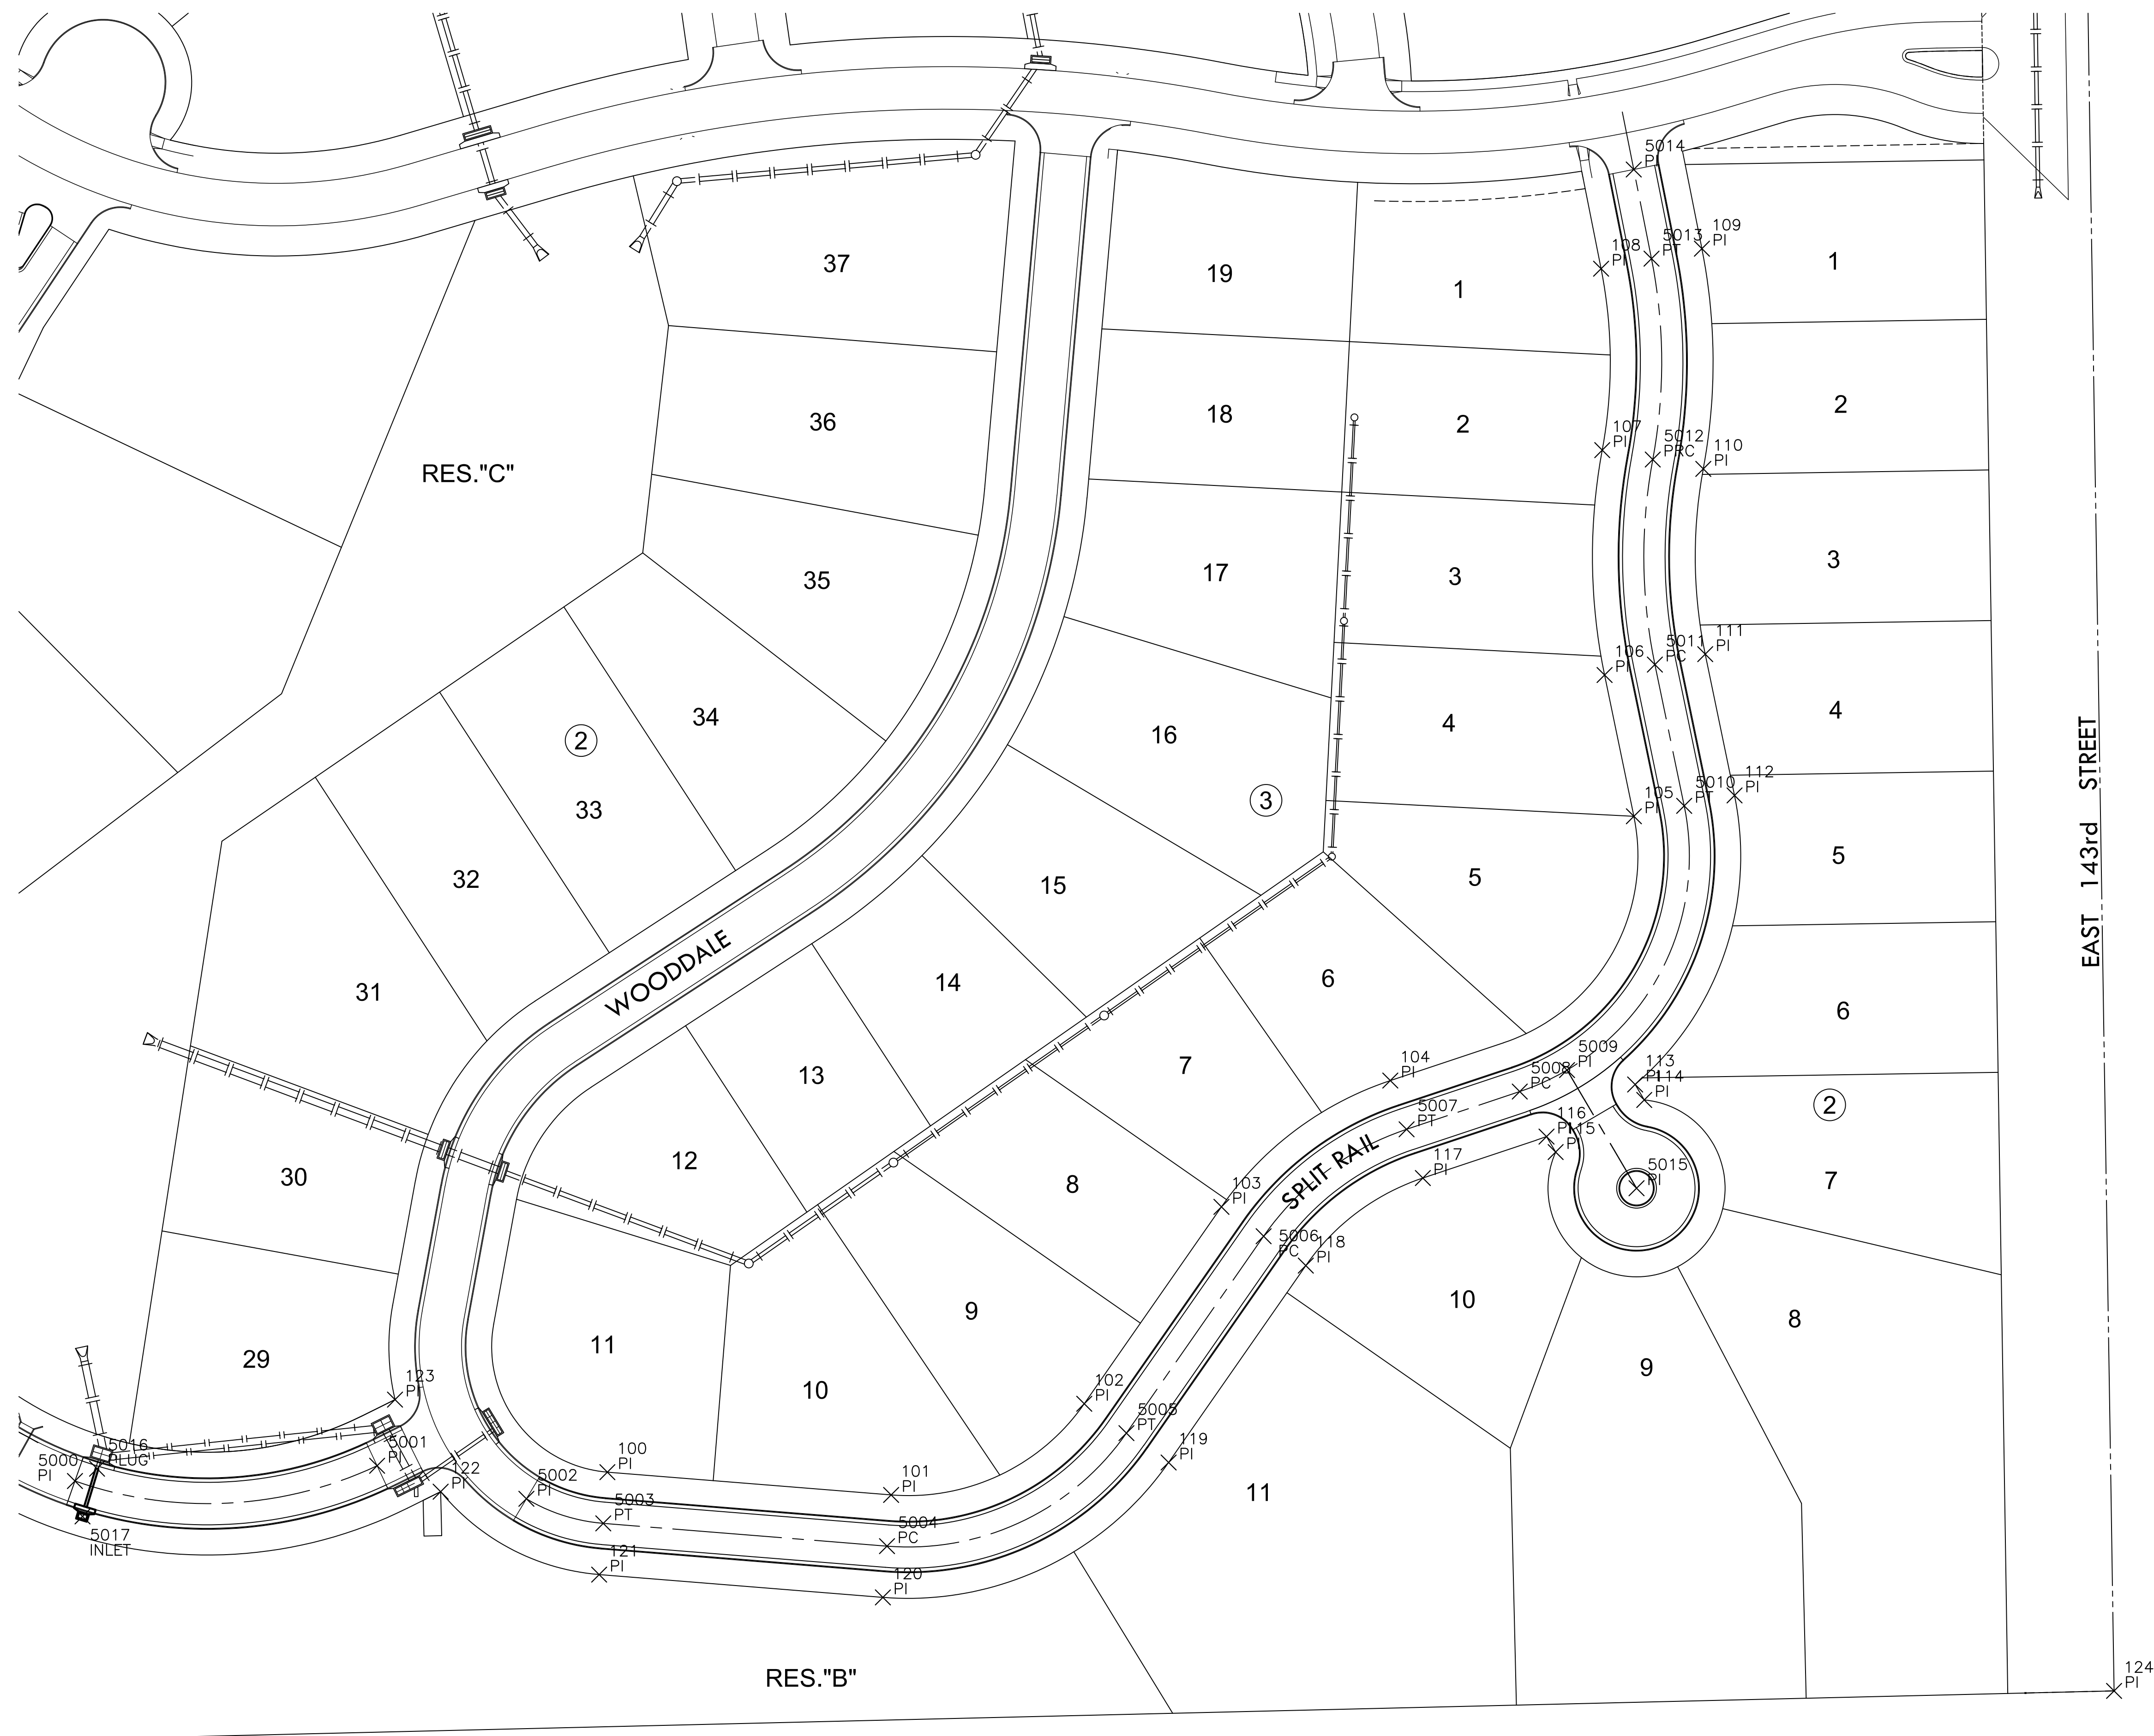 5014
PI
109
PI
5013
PT
108
PI
37
19
1
1
36
18
2
2
107
PI
5012
PRC
110
PI
RES."C"
35
17
3
3
5011
PC
111
PI
106
PI
34
16
4
4
2
33
3
105
PI
5010
PT
112
PI
EAST 143rd STREET
32
15
5
5
WOODDALE
31
14
6
6
13
7
104
PI
5008
PC
5009
PI
113
PI
114
PI
2
12
8
103
PI
SPLIT RAIL
5007
PT
116
PI
115
PI
117
PI
5015
PI
7
30
5006
PC
118
PI
29
11
10
9
10
9
8
123
PI
102
PI
5005
PT
5000
PI
5016
PLUG
5001
PI
122
PI
100
PI
101
PI
119
PI
11
5002
PI
5003
PT
5004
PC
5017
INLET
121
PI
120
PI
RES."B"
124
PI